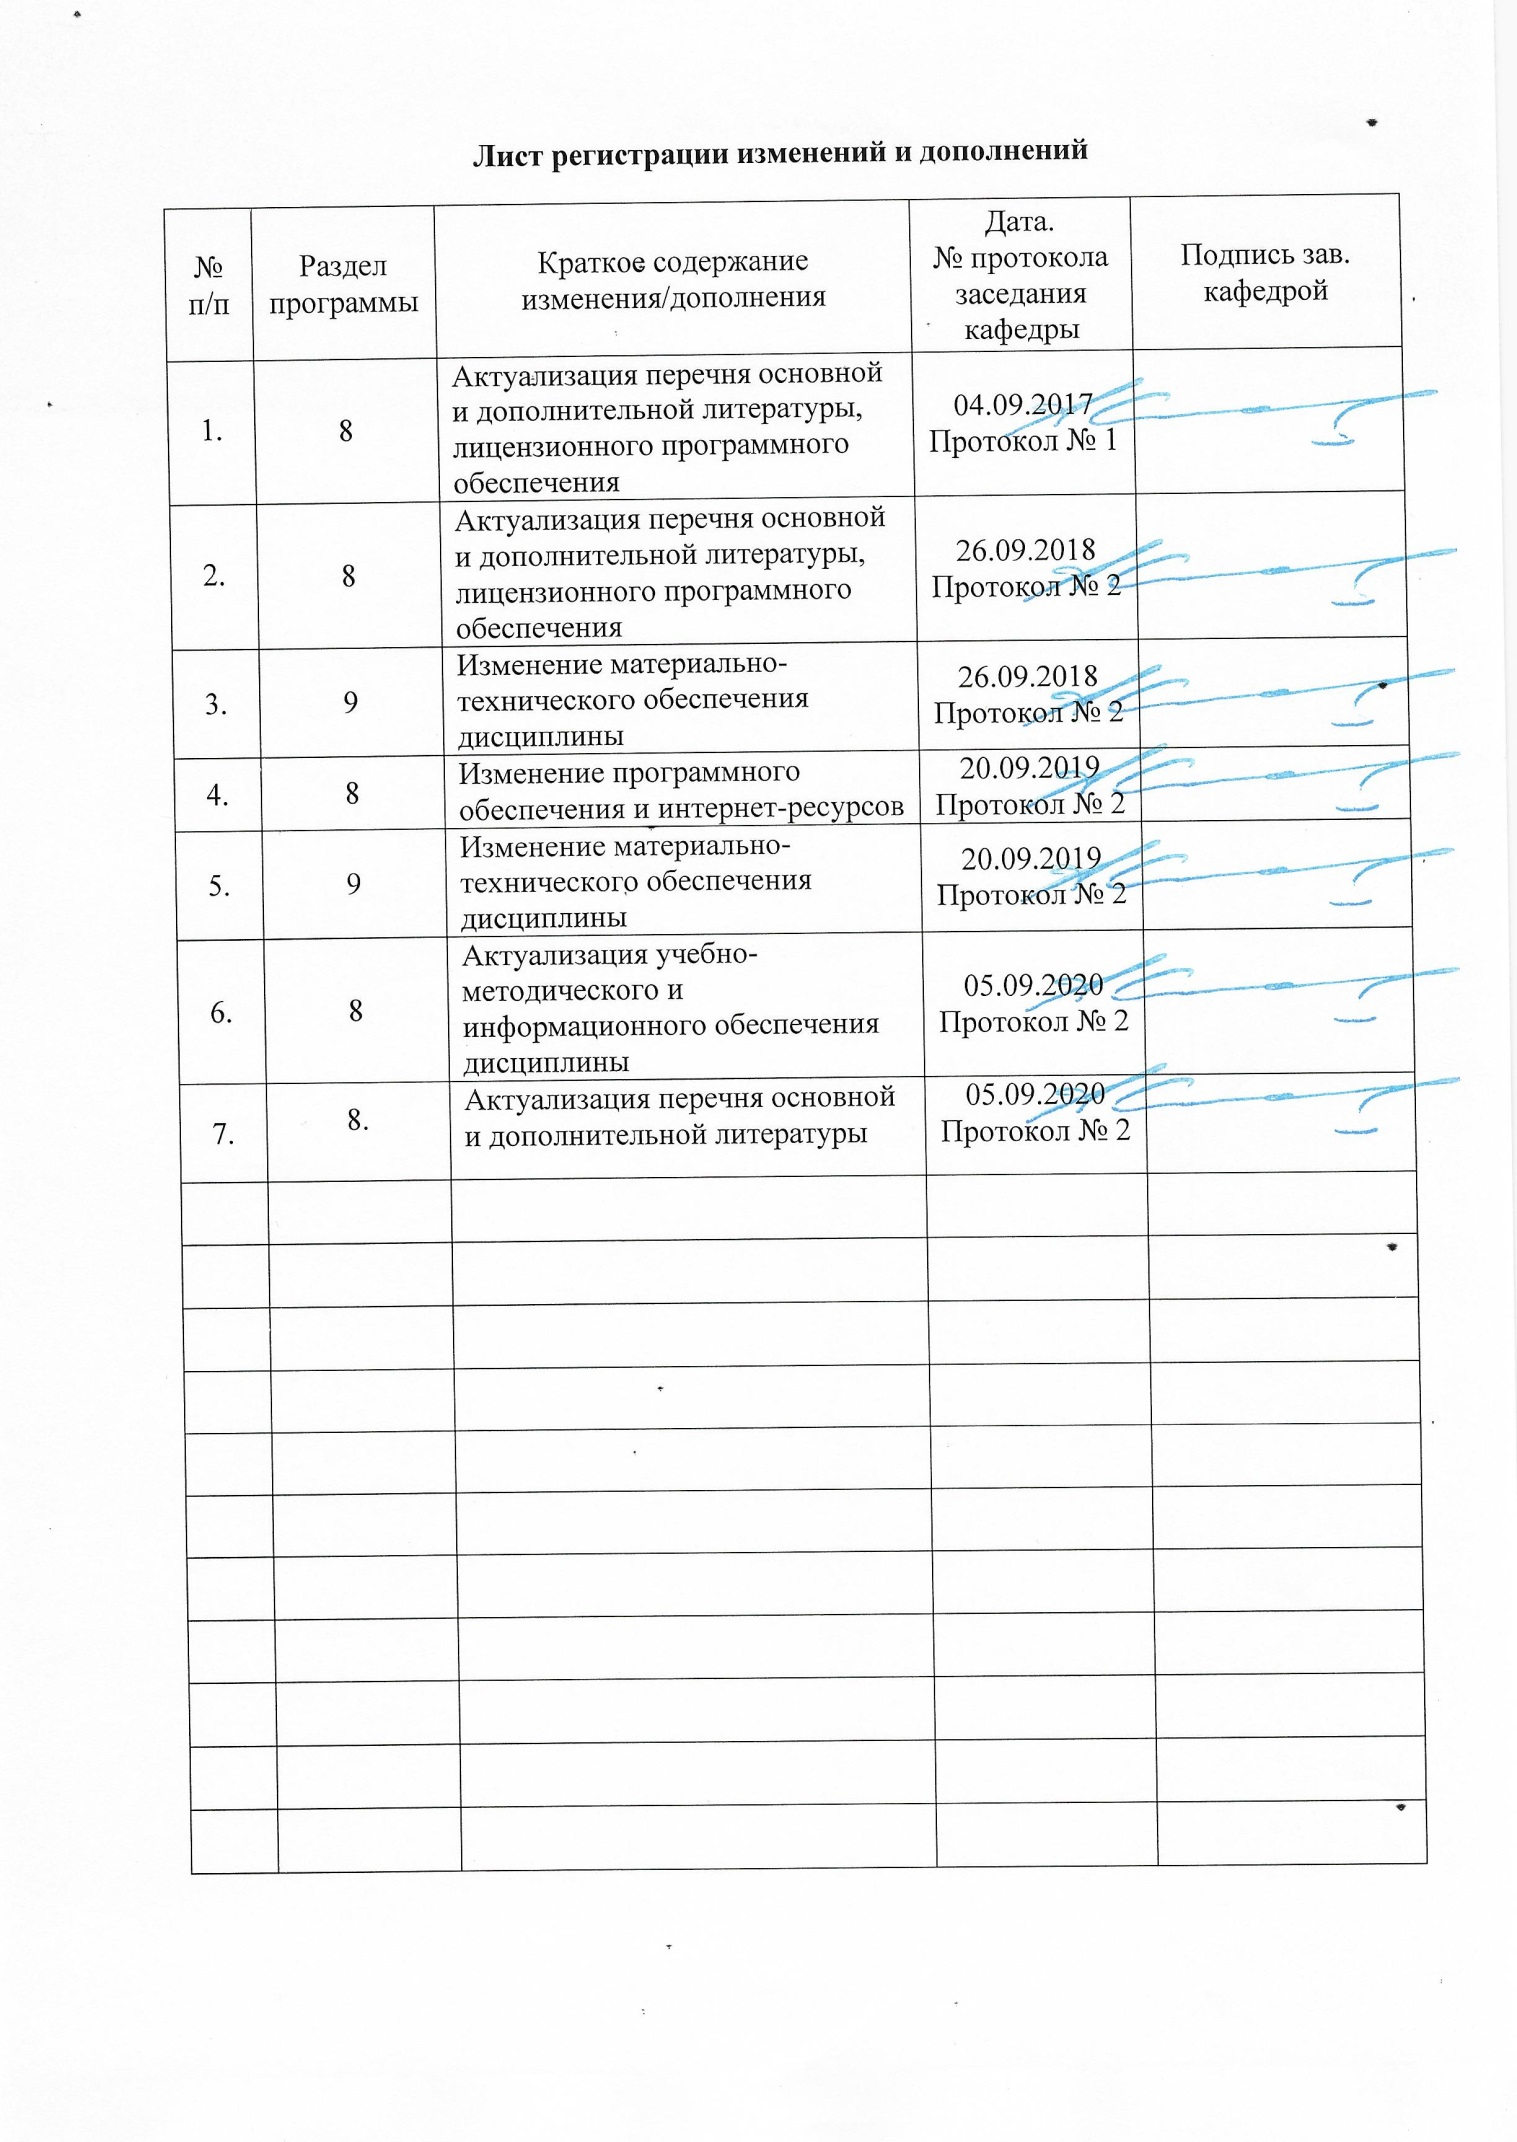 Лист регистрации изменений и дополнений
№
п/п
Раздел
программы
Краткое содержание
изменения/дополнения
Дата.
№ протокола
заседания
кафедры
Подпись зав.
кафедрой
1.
8
Актуализация перечня основной
и дополнительной литературы,
лицензионного программного
обеспечения
04.09.2017
Протокол № 1
2.
8
Актуализация перечня основной
и дополнительной литературы,
лицензионного программного
обеспечения
26.09.2018
Протокол № 2
3.
9
Изменение материально-
технического обеспечения
дисциплины
26.09.2018
Протокол № 2
4.
8
Изменение программного
обеспечения и интернет-ресурсов
20.09.2019
Протокол № 2
5.
9
Изменение материально-
технического обеспечения
дисциплины
20.09.2019
Протокол № 2
6.
8
Актуализация учебно-
методического и
информационного обеспечения
дисциплины
05.09.2020
Протокол № 2
7.
8.
Актуализация перечня основной
и дополнительной литературы
05.09.2020
Протокол № 2